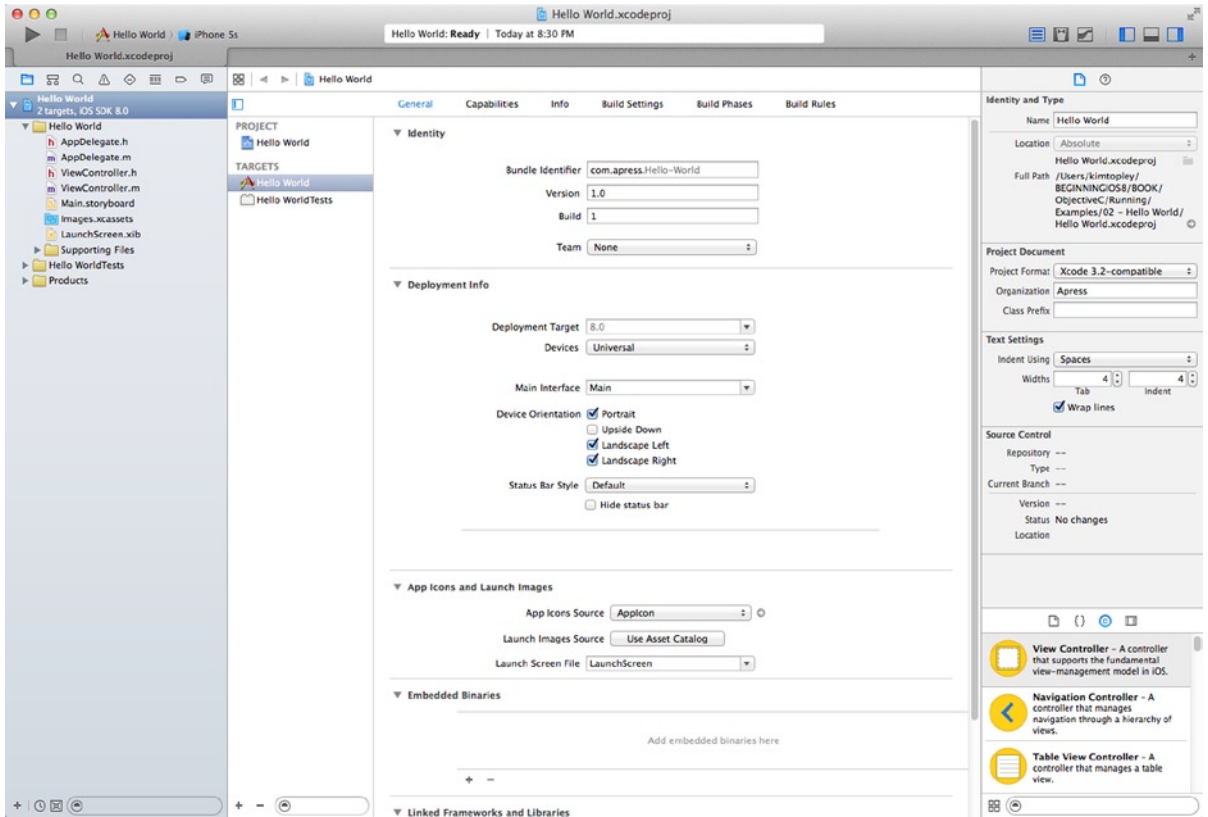 Hello World.xcodeproj
Hello World
iPhone 5s
Hello World: Ready | Today at 8:30 PM
Hello World.xcodeproj
Hello World
2 targets, iOS SDK 8.0
Hello World
AppDelegate.h
AppDelegate.m
ViewController.h
ViewController.m
Main.storyboard
Images.xcassets
LaunchScreen.xib
Supporting Files
Hello WorldTests
Products
Hello World
PROJECT
Hello World
TARGETS
Hello World
Hello WorldTests
General Capabilities Info Build Settings Build Phases Build Rules
Identity
Bundle Identifier com.apress.Hello-World
Version 1.0
Build 1
Team None
Deployment Info
Deployment Target 8.0
Devices Universal
Main Interface Main
Device Orientation Portrait
Upside Down
Landscape Left
Landscape Right
Status Bar Style Default
Hide status bar
App Icons and Launch Images
App Icons Source AppIcon
Launch Images Source Use Asset Catalog
Launch Screen File LaunchScreen
Embedded Binaries
Add embedded binaries here
Linked Frameworks and Libraries
Identity and Type
Name Hello World
Location Absolute
Hello World.xcodeproj
Full Path /Users/kimtopley/
BEGINNINGIOS8/BOOK/
ObjectiveC/Running/
Examples/02 - Hello World/
Hello World.xcodeproj
Project Document
Project Format Xcode 3.2-compatible
Organization Apress
Class Prefix
Text Settings
Indent Using Spaces
Widths 4 4
Tab Indent
Wrap lines
Source Control
Repository --
Type --
Current Branch --
Version --
Status No changes
Location
View Controller - A controller
that supports the fundamental
view-management model in iOS.
Navigation Controller - A
controller that manages
navigation through a hierarchy of
views.
Table View Controller - A
controller that manages a table
view.